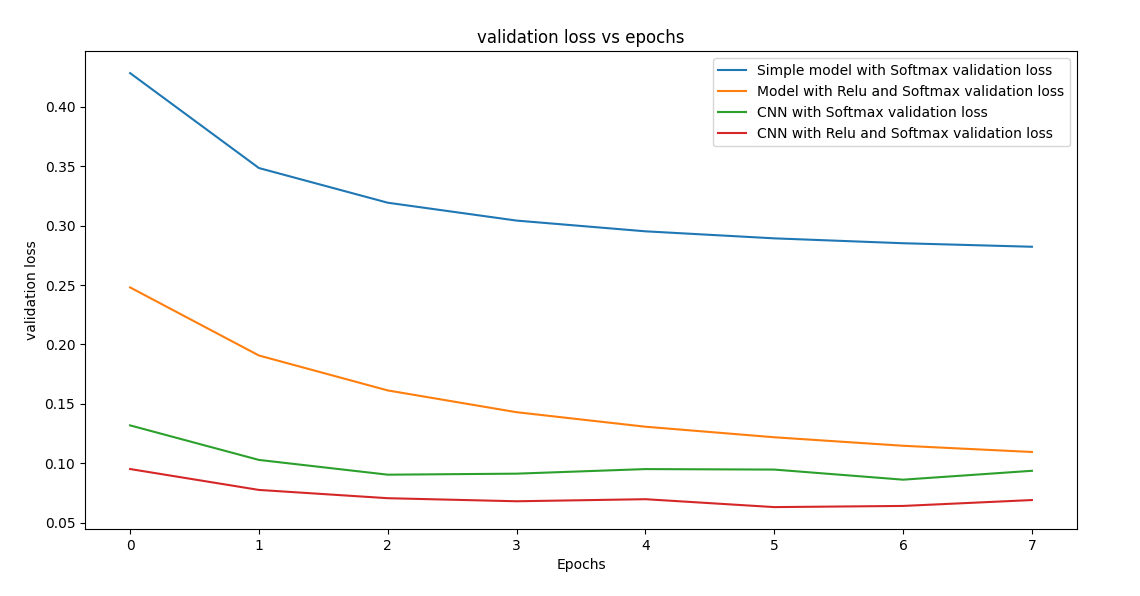 validation loss vs epochs
Simple model with Softmax validation loss
Model with Relu and Softmax validation loss
CNN with Softmax validation loss
CNN with Relu and Softmax validation loss
validation loss
0.40
0.35
0.30
0.25
0.20
0.15
0.10
0.05
0 1 2 3 4 5 6 7
Epochs